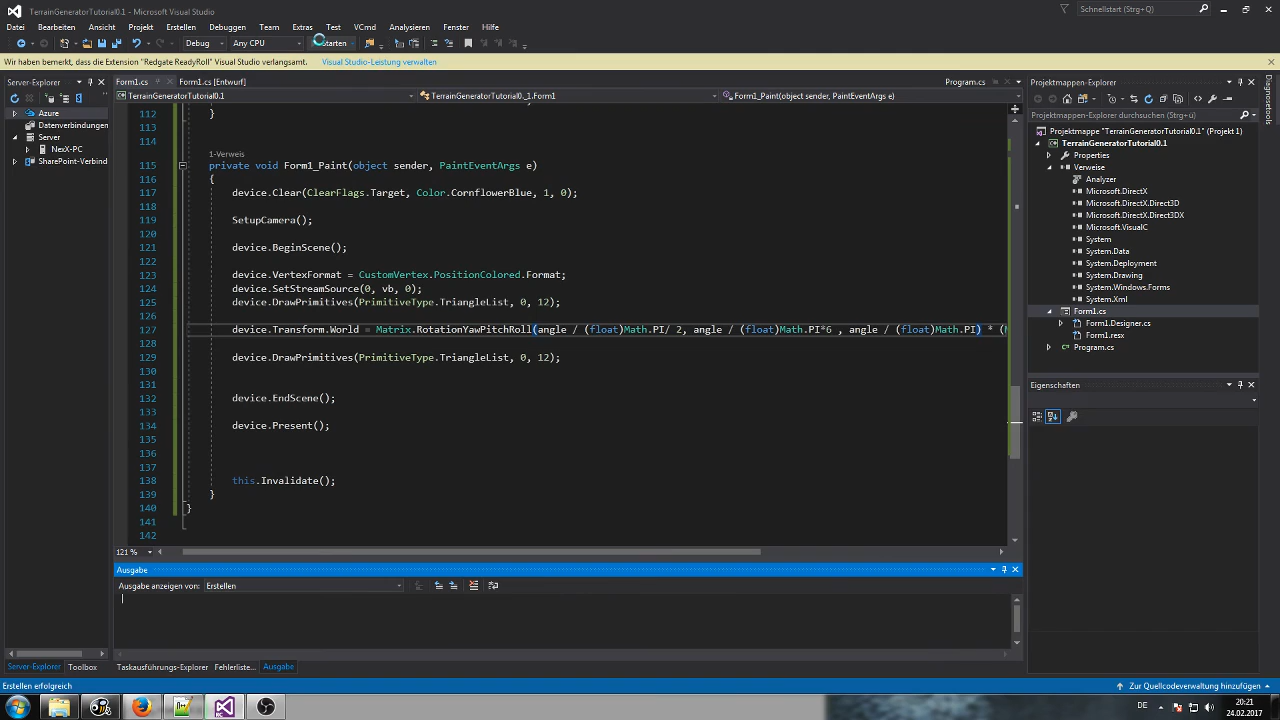 TerrainGeneratorTutorial0.1 - Microsoft Visual Studio
Schnellstart (Strg+Q)
Datei Bearbeiten Ansicht Projekt Erstellen Debuggen Team Extras Test VCmd Analysieren Fenster Hilfe
Debug Any CPU Starten
Wir haben bemerkt, dass die Extension "Redgate ReadyRoll" Visual Studio verlangsamt. Visual Studio-Leistung verwalten
Server-Explorer
Azure
Datenverbindungen
Server
NexX-PC
SharePoint-Verbind
Form1.cs Form1.cs [Entwurf] Program.cs
TerrainGeneratorTutorial0.1 TerrainGeneratorTutorial0._1.Form1 Form1_Paint(object sender, PaintEventArgs e)
112 }
113
114
1-Verweis
115 private void Form1_Paint(object sender, PaintEventArgs e)
116 {
117 device.Clear(ClearFlags.Target, Color.CornflowerBlue, 1, 0);
118
119 SetupCamera();
120
121 device.BeginScene();
122
123 device.VertexFormat = CustomVertex.PositionColored.Format;
124 device.SetStreamSource(0, vb, 0);
125 device.DrawPrimitives(PrimitiveType.TriangleList, 0, 12);
126
127 device.Transform.World = Matrix.RotationYawPitchRoll(angle / (float)Math.PI/ 2, angle / (float)Math.PI*6 , angle / (float)Math.PI) * (
128
129 device.DrawPrimitives(PrimitiveType.TriangleList, 0, 12);
130
131
132 device.EndScene();
133
134 device.Present();
135
136
137
138 this.Invalidate();
139 }
140 }
141
142
121 %
Ausgabe
Ausgabe anzeigen von: Erstellen
Server-Explorer Toolbox Taskausführungs-Explorer Fehlerliste... Ausgabe
Projektmappen-Explorer
Projektmappen-Explorer durchsuchen (Strg+ü)
Projektmappe "TerrainGeneratorTutorial0.1" (Projekt 1)
TerrainGeneratorTutorial0.1
Properties
Verweise
Analyzer
Microsoft.DirectX
Microsoft.DirectX.Direct3D
Microsoft.DirectX.Direct3DX
Microsoft.VisualC
System
System.Data
System.Deployment
System.Drawing
System.Windows.Forms
System.Xml
Form1.cs
Form1.Designer.cs
Form1.resx
Program.cs
Eigenschaften
Diagnosetools
Erstellen erfolgreich
Zur Quellcodeverwaltung hinzufügen
DE
20:21
24.02.2017